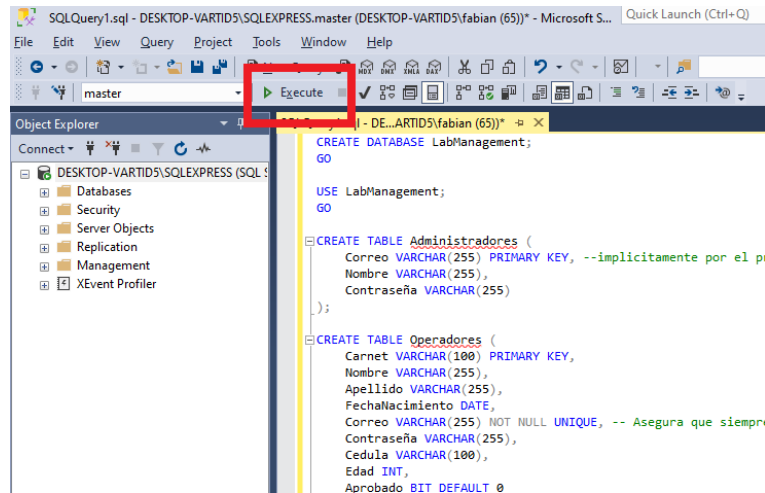 SQLQuery1.sql - DESKTOP-VARTID5\SQLEXPRESS.master (DESKTOP-VARTID5\fabian (65))* - Microsoft S...
Quick Launch (Ctrl+Q)
File Edit View Query Project Tools Window Help
MDX DMX XMLA DAX
master
Execute
Object Explorer
l - DE...ARTID5\fabian (65))*
Connect
DESKTOP-VARTID5\SQLEXPRESS (SQL S
Databases
Security
Server Objects
Replication
Management
XEvent Profiler
CREATE DATABASE LabManagement;
GO
USE LabManagement;
GO
CREATE TABLE Administradores (
Correo VARCHAR(255) PRIMARY KEY, --implicitamente por el pr
Nombre VARCHAR(255),
Contraseña VARCHAR(255)
);
CREATE TABLE Operadores (
Carnet VARCHAR(100) PRIMARY KEY,
Nombre VARCHAR(255),
Apellido VARCHAR(255),
FechaNacimiento DATE,
Correo VARCHAR(255) NOT NULL UNIQUE, -- Asegura que siempre
Contraseña VARCHAR(255),
Cedula VARCHAR(100),
Edad INT,
Aprobado BIT DEFAULT 0